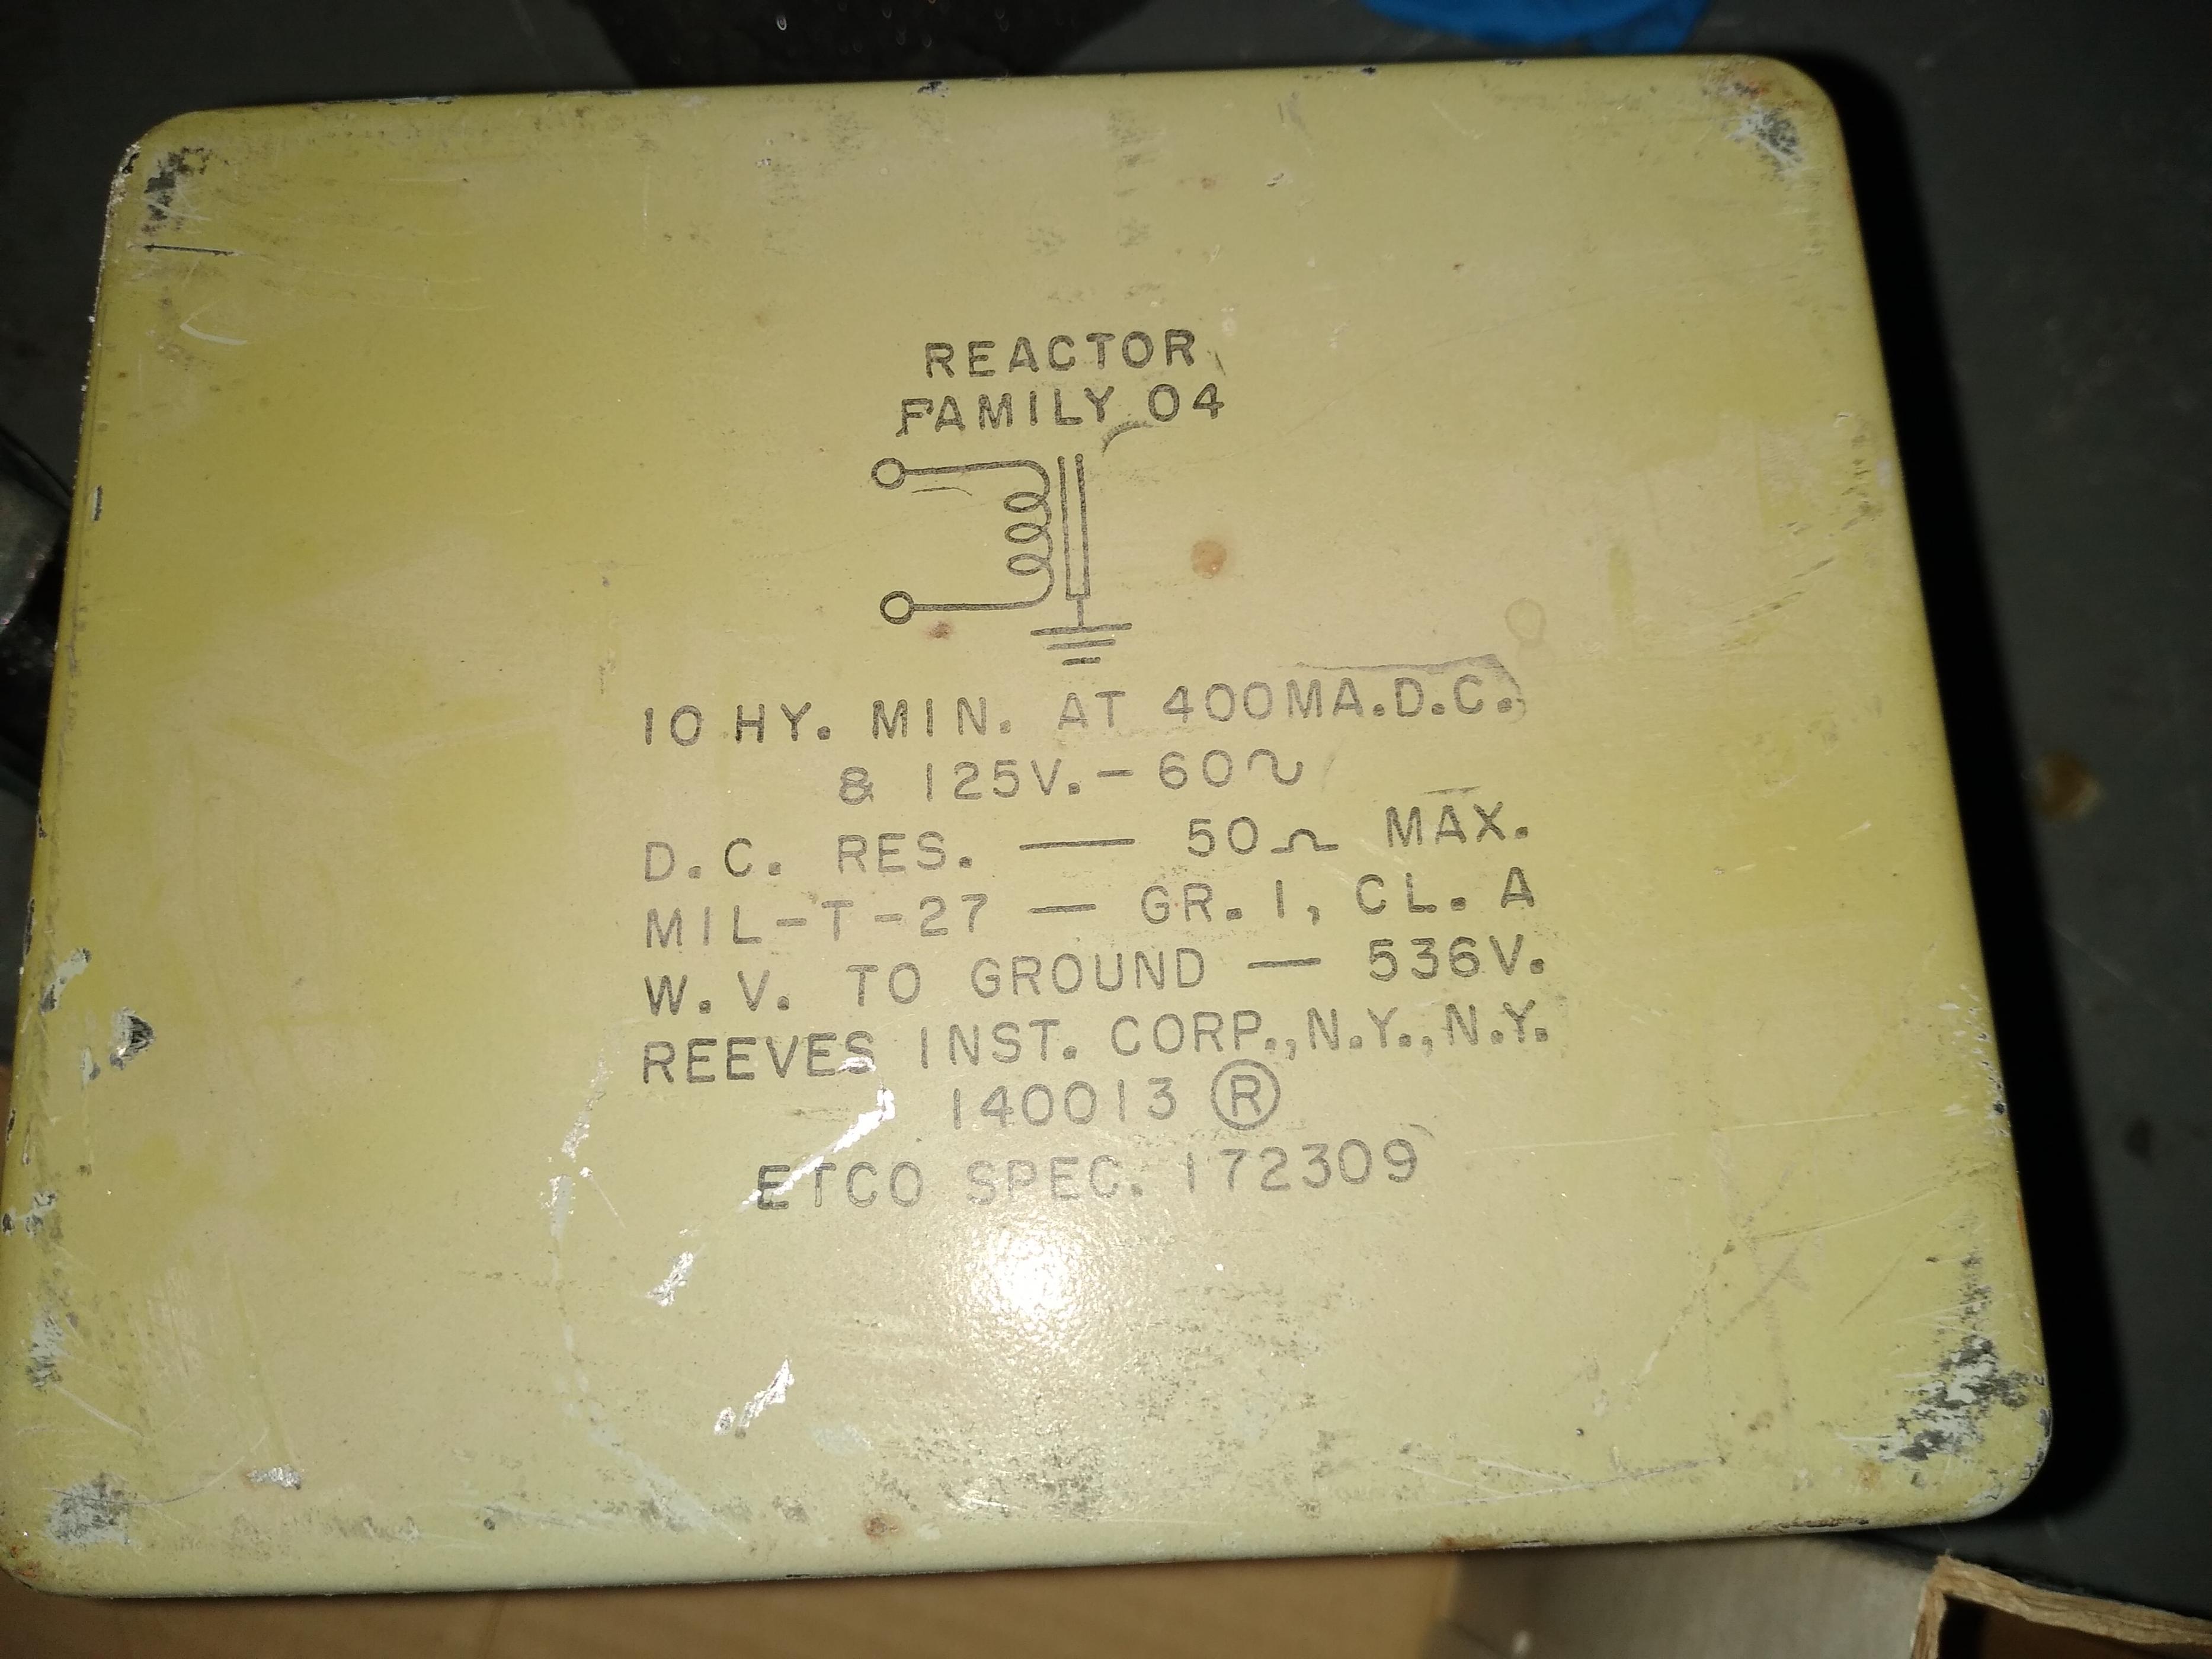 REACTOR
FAMILY 04
10 HY. MIN. AT 400MA.D.C.
& 125V.-60∿
D.C. RES. — 50Ω MAX.
MIL-T-27 — GR. 1, CL. A
W.V. TO GROUND — 536V.
REEVES INST. CORP., N.Y., N.Y.
140013 Ⓡ
ETCO SPEC. 172309